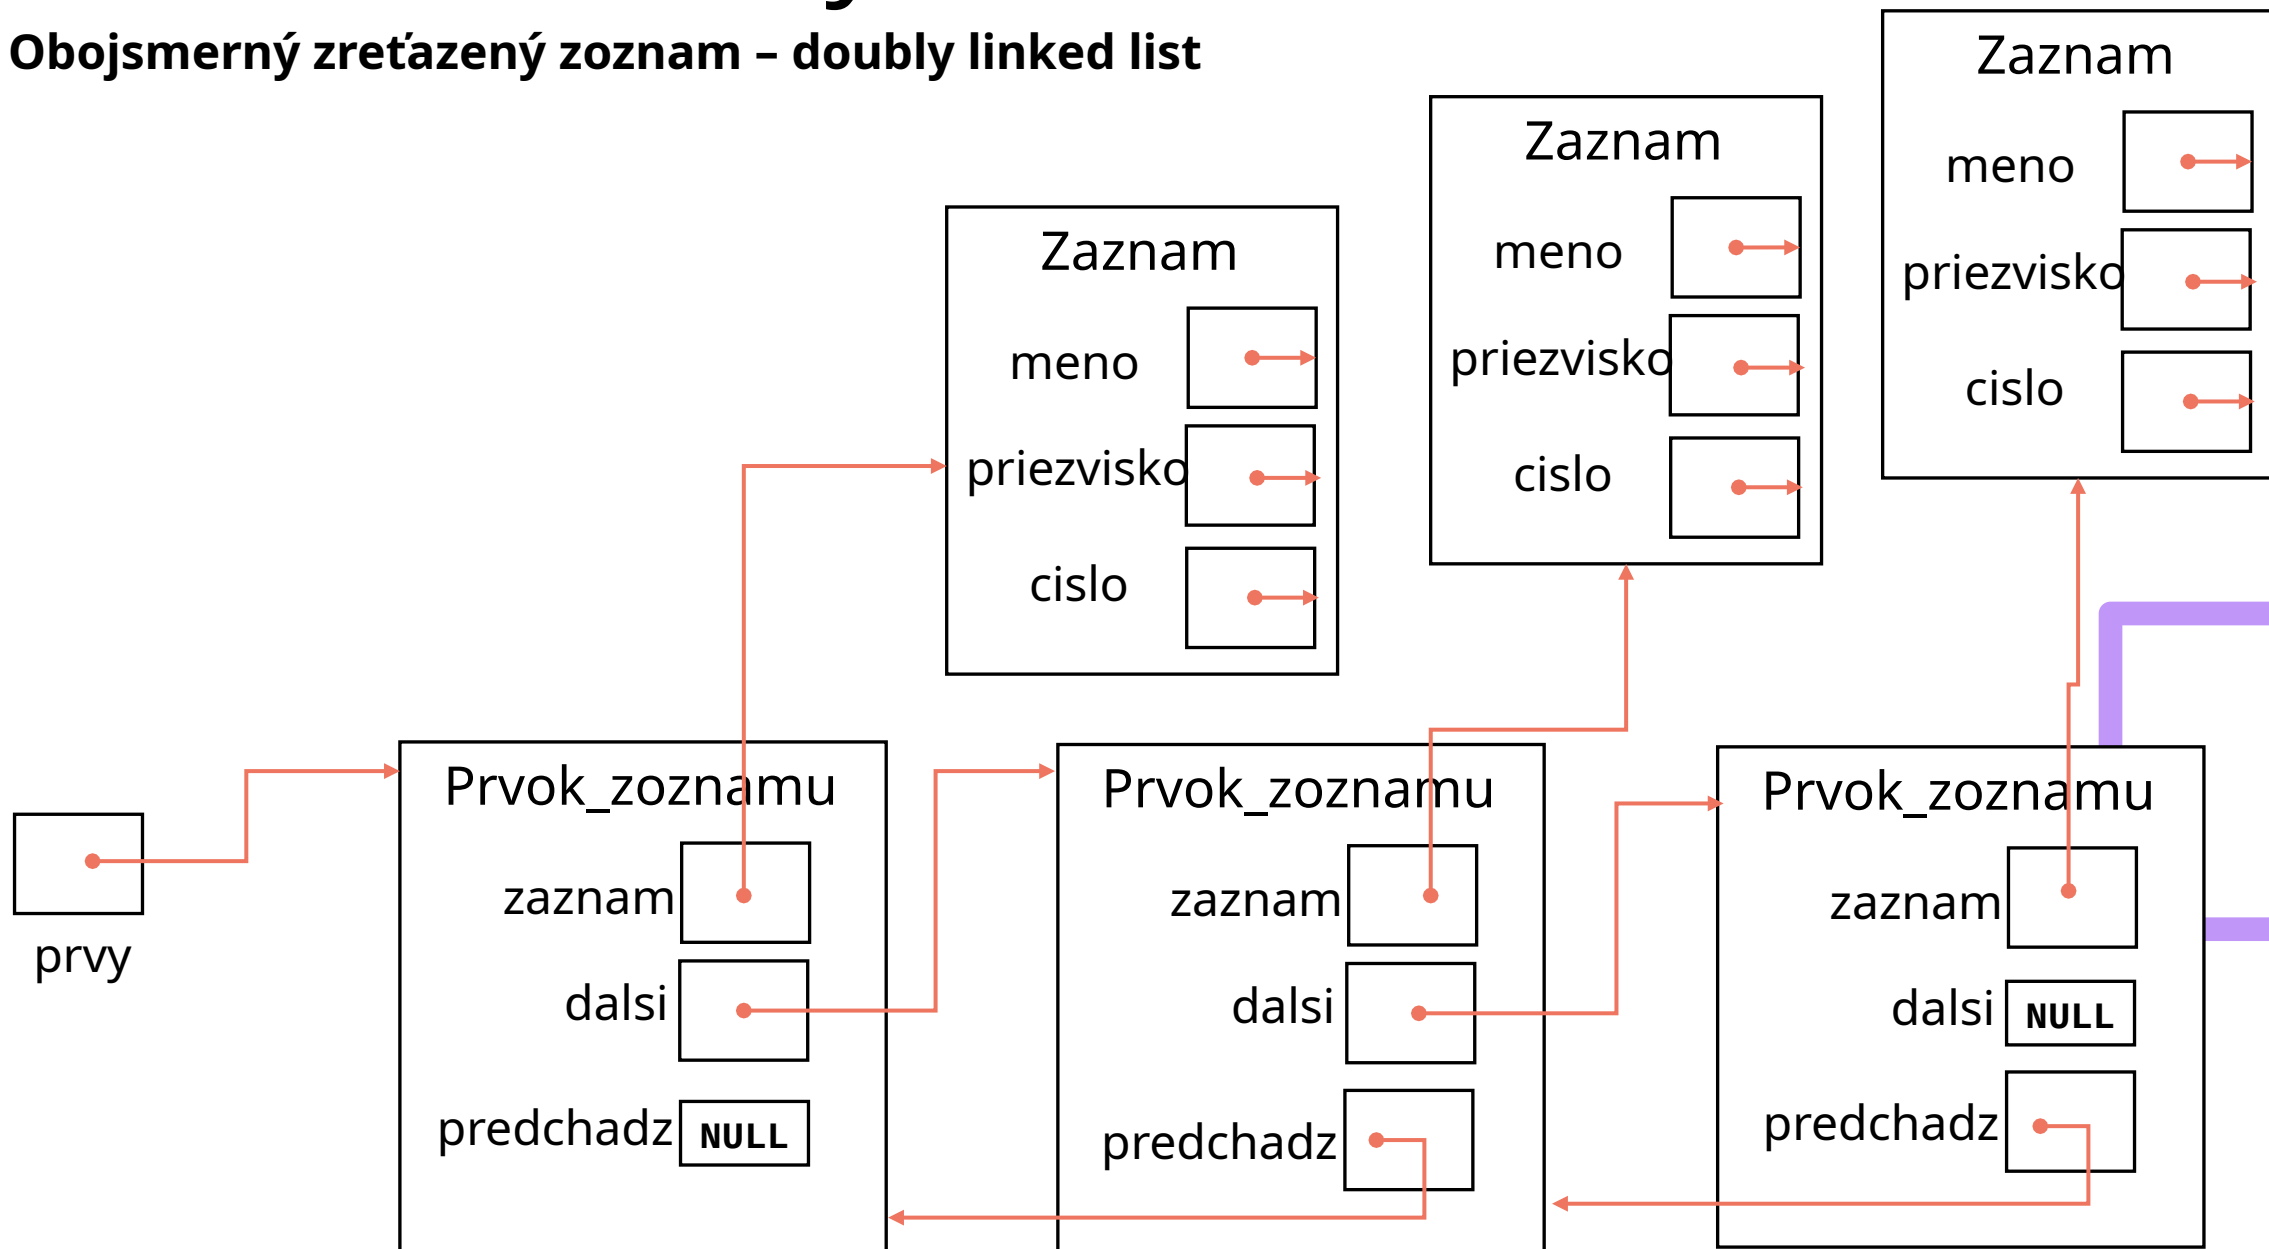 Obojsmerný zreťazený zoznam – doubly linked list
Zaznam
meno
priezvisko
cislo
Zaznam
meno
priezvisko
cislo
Zaznam
meno
priezvisko
cislo
prvy
Prvok_zoznamu
zaznam
dalsi
predchadz NULL
Prvok_zoznamu
zaznam
dalsi
predchadz
Prvok_zoznamu
zaznam
dalsi NULL
predchadz